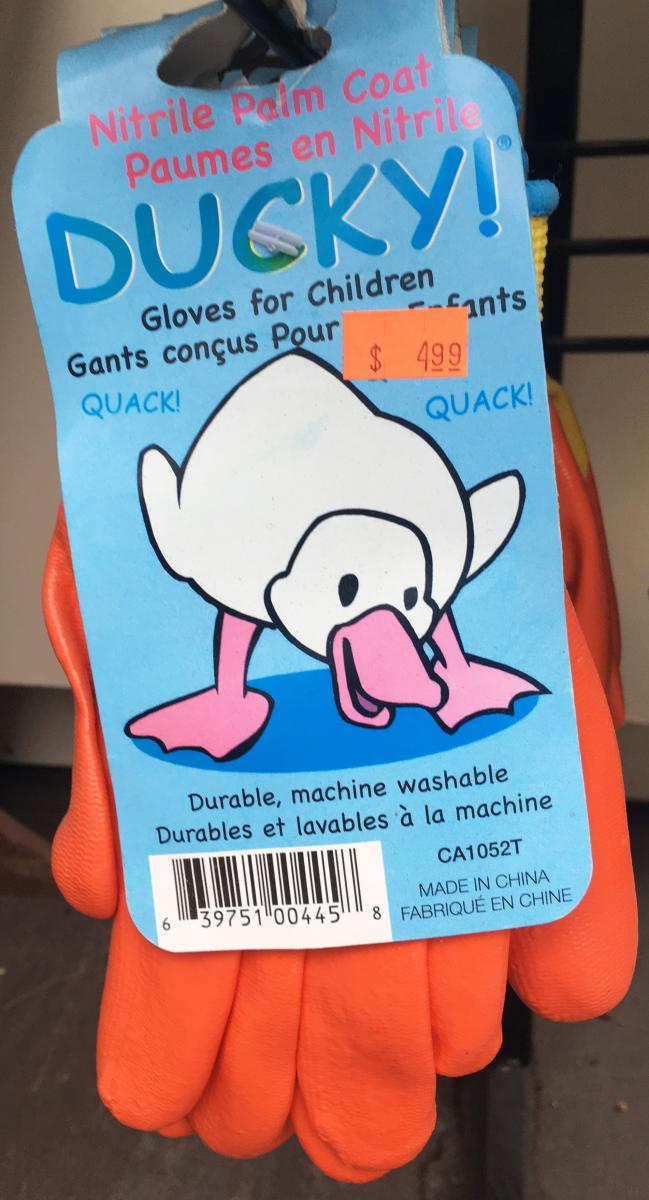 Nitrile Palm Coat
Paumes en Nitrile
DUCKY!®
Gloves for Children
Gants conçus Pour
$ 499
QUACK!
QUACK!
Durable, machine washable
Durables et lavables à la machine
CA1052T
MADE IN CHINA
FABRIQUÉ EN CHINE
6 39751 00445 8